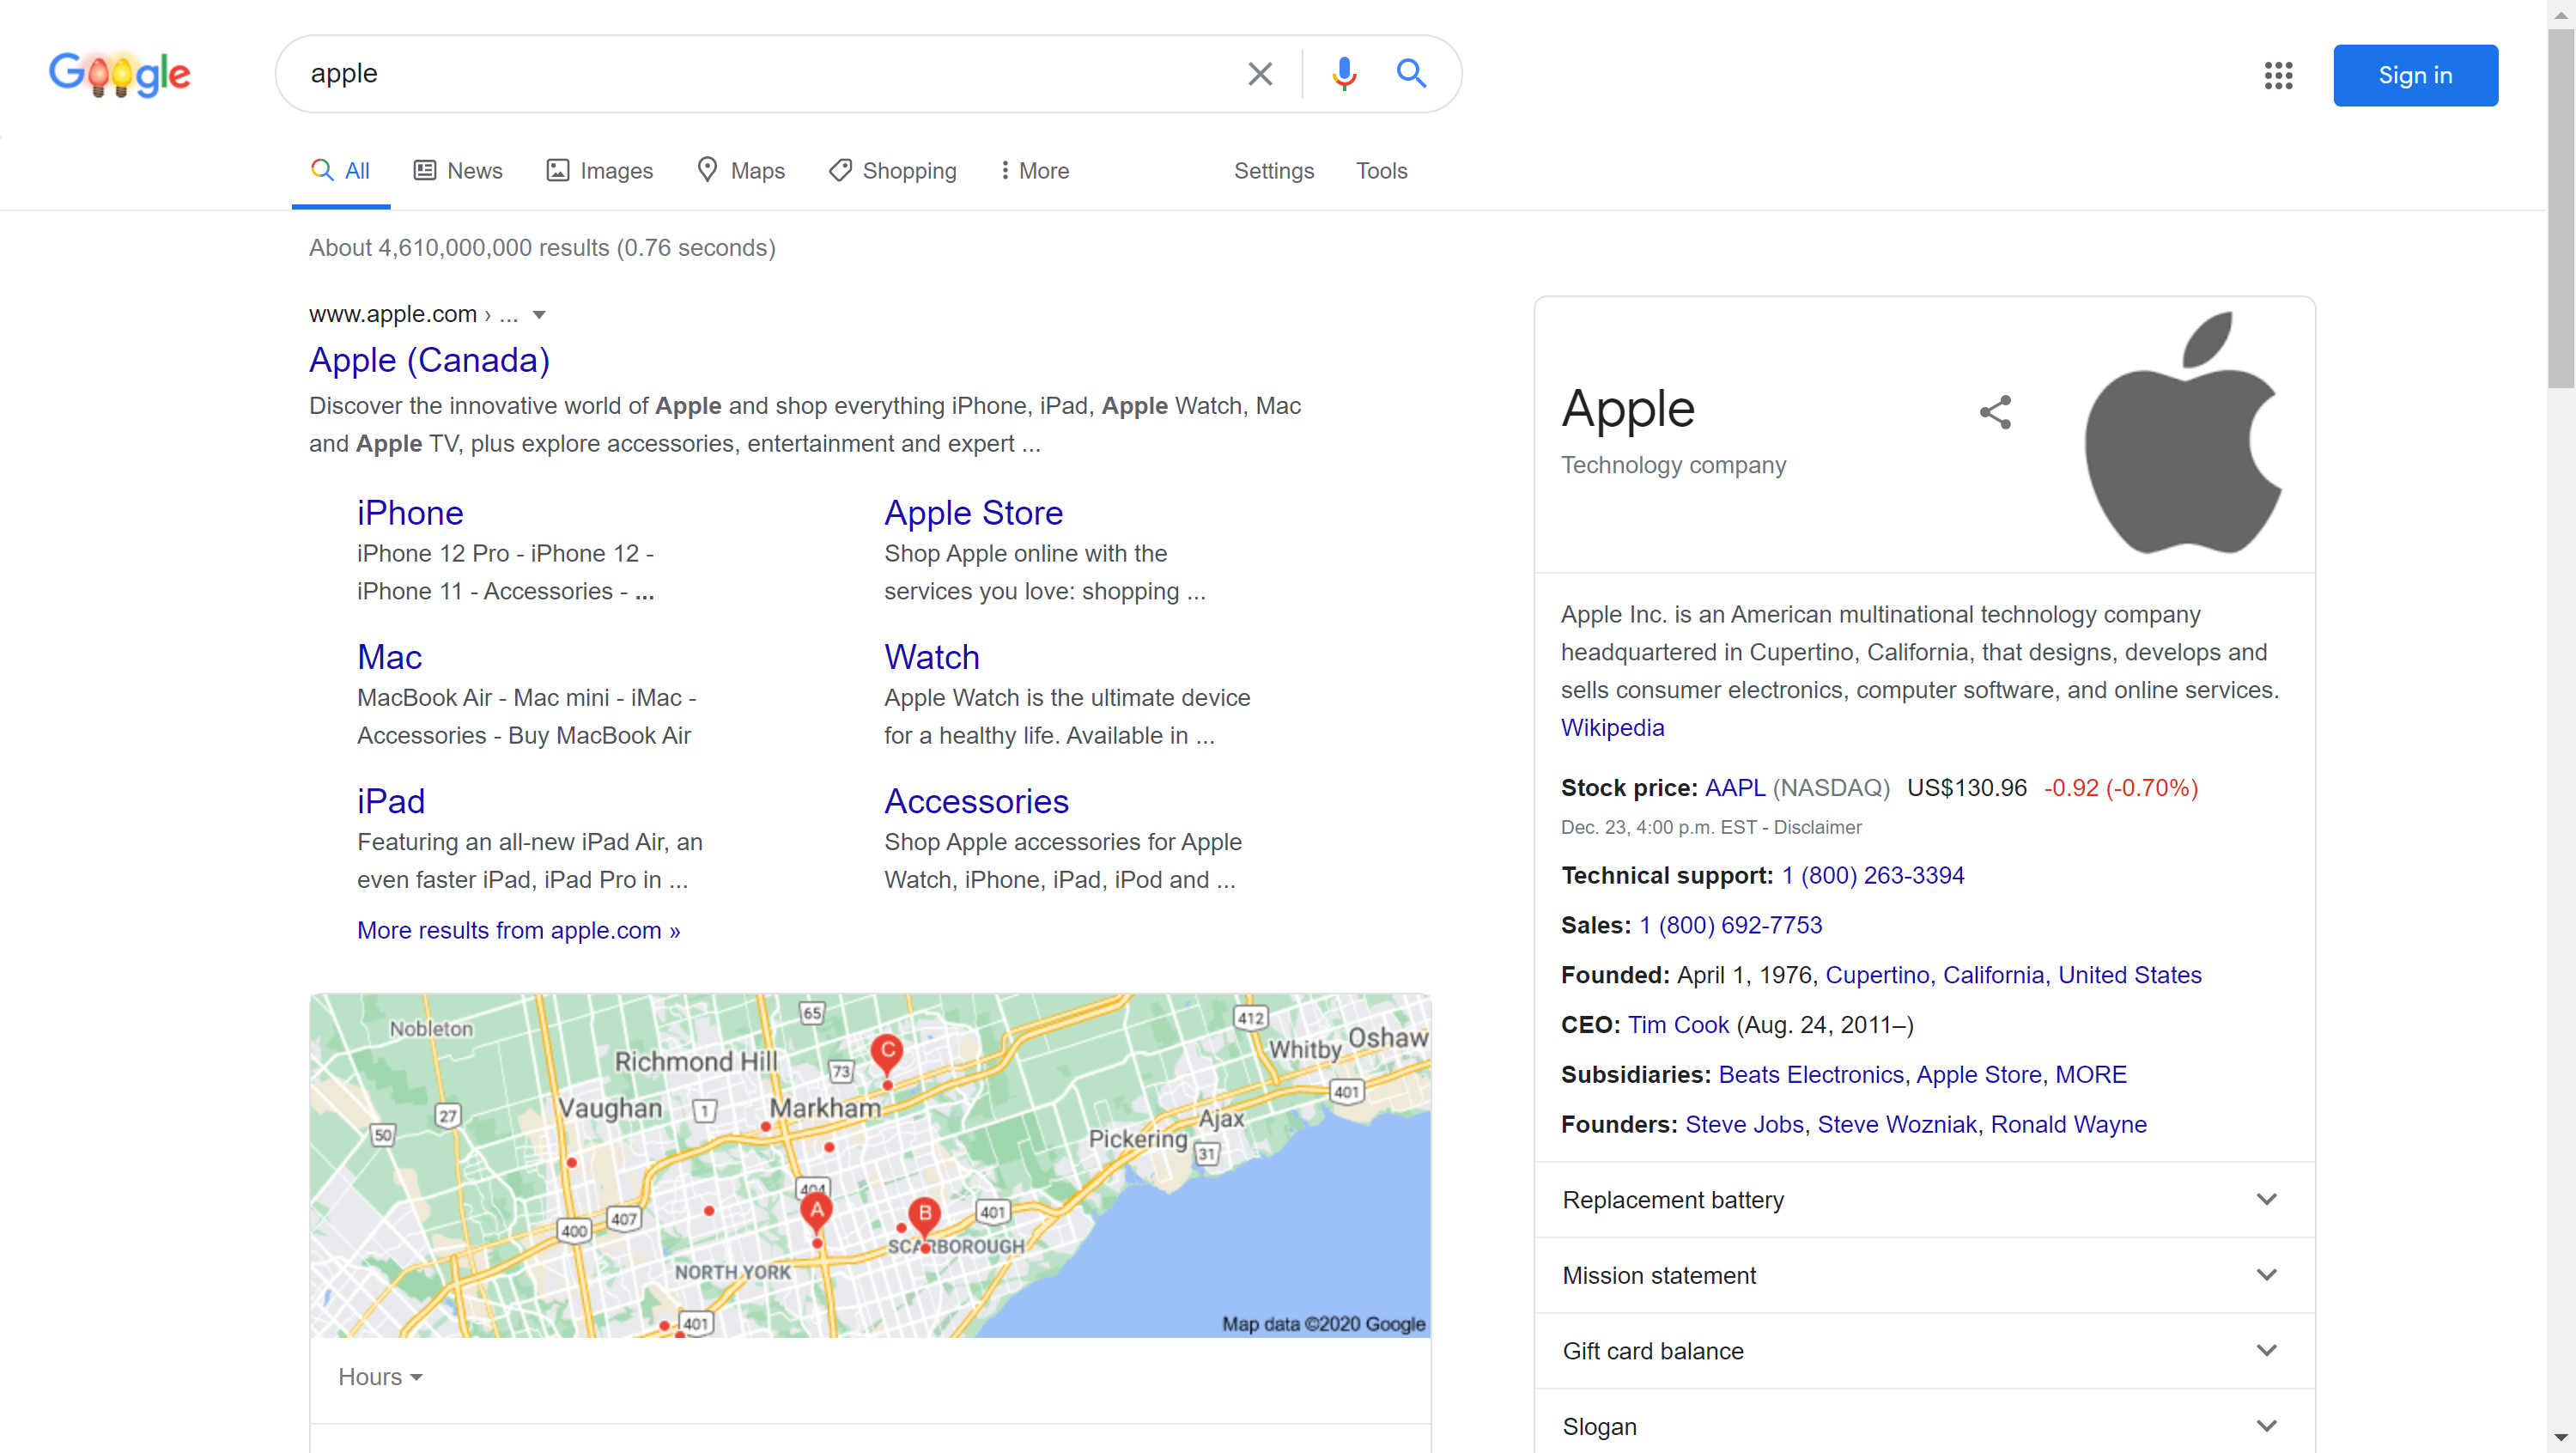 Google
apple
Sign in
All
News
Images
Maps
Shopping
More
Settings
Tools
About 4,610,000,000 results (0.76 seconds)
www.apple.com › ...
Apple (Canada)
Discover the innovative world of Apple and shop everything iPhone, iPad, Apple Watch, Mac
and Apple TV, plus explore accessories, entertainment and expert ...
iPhone
iPhone 12 Pro - iPhone 12 -
iPhone 11 - Accessories - ...
Apple Store
Shop Apple online with the
services you love: shopping ...
Mac
MacBook Air - Mac mini - iMac -
Accessories - Buy MacBook Air
Watch
Apple Watch is the ultimate device
for a healthy life. Available in ...
iPad
Featuring an all-new iPad Air, an
even faster iPad, iPad Pro in ...
Accessories
Shop Apple accessories for Apple
Watch, iPhone, iPad, iPod and ...
More results from apple.com »
65
412
Nobleton
Oshaw
Whitby
Richmond Hill
C
73
401
Vaughan
1
Markham
27
50
Ajax
Pickering
31
404
A
B
401
407
400
SCARBOROUGH
NORTH YORK
401
Map data ©2020 Google
Hours
Apple
Technology company
Apple Inc. is an American multinational technology company
headquartered in Cupertino, California, that designs, develops and
sells consumer electronics, computer software, and online services.
Wikipedia
Stock price: AAPL (NASDAQ) US$130.96 -0.92 (-0.70%)
Dec. 23, 4:00 p.m. EST - Disclaimer
Technical support: 1 (800) 263-3394
Sales: 1 (800) 692-7753
Founded: April 1, 1976, Cupertino, California, United States
CEO: Tim Cook (Aug. 24, 2011–)
Subsidiaries: Beats Electronics, Apple Store, MORE
Founders: Steve Jobs, Steve Wozniak, Ronald Wayne
Replacement battery
Mission statement
Gift card balance
Slogan